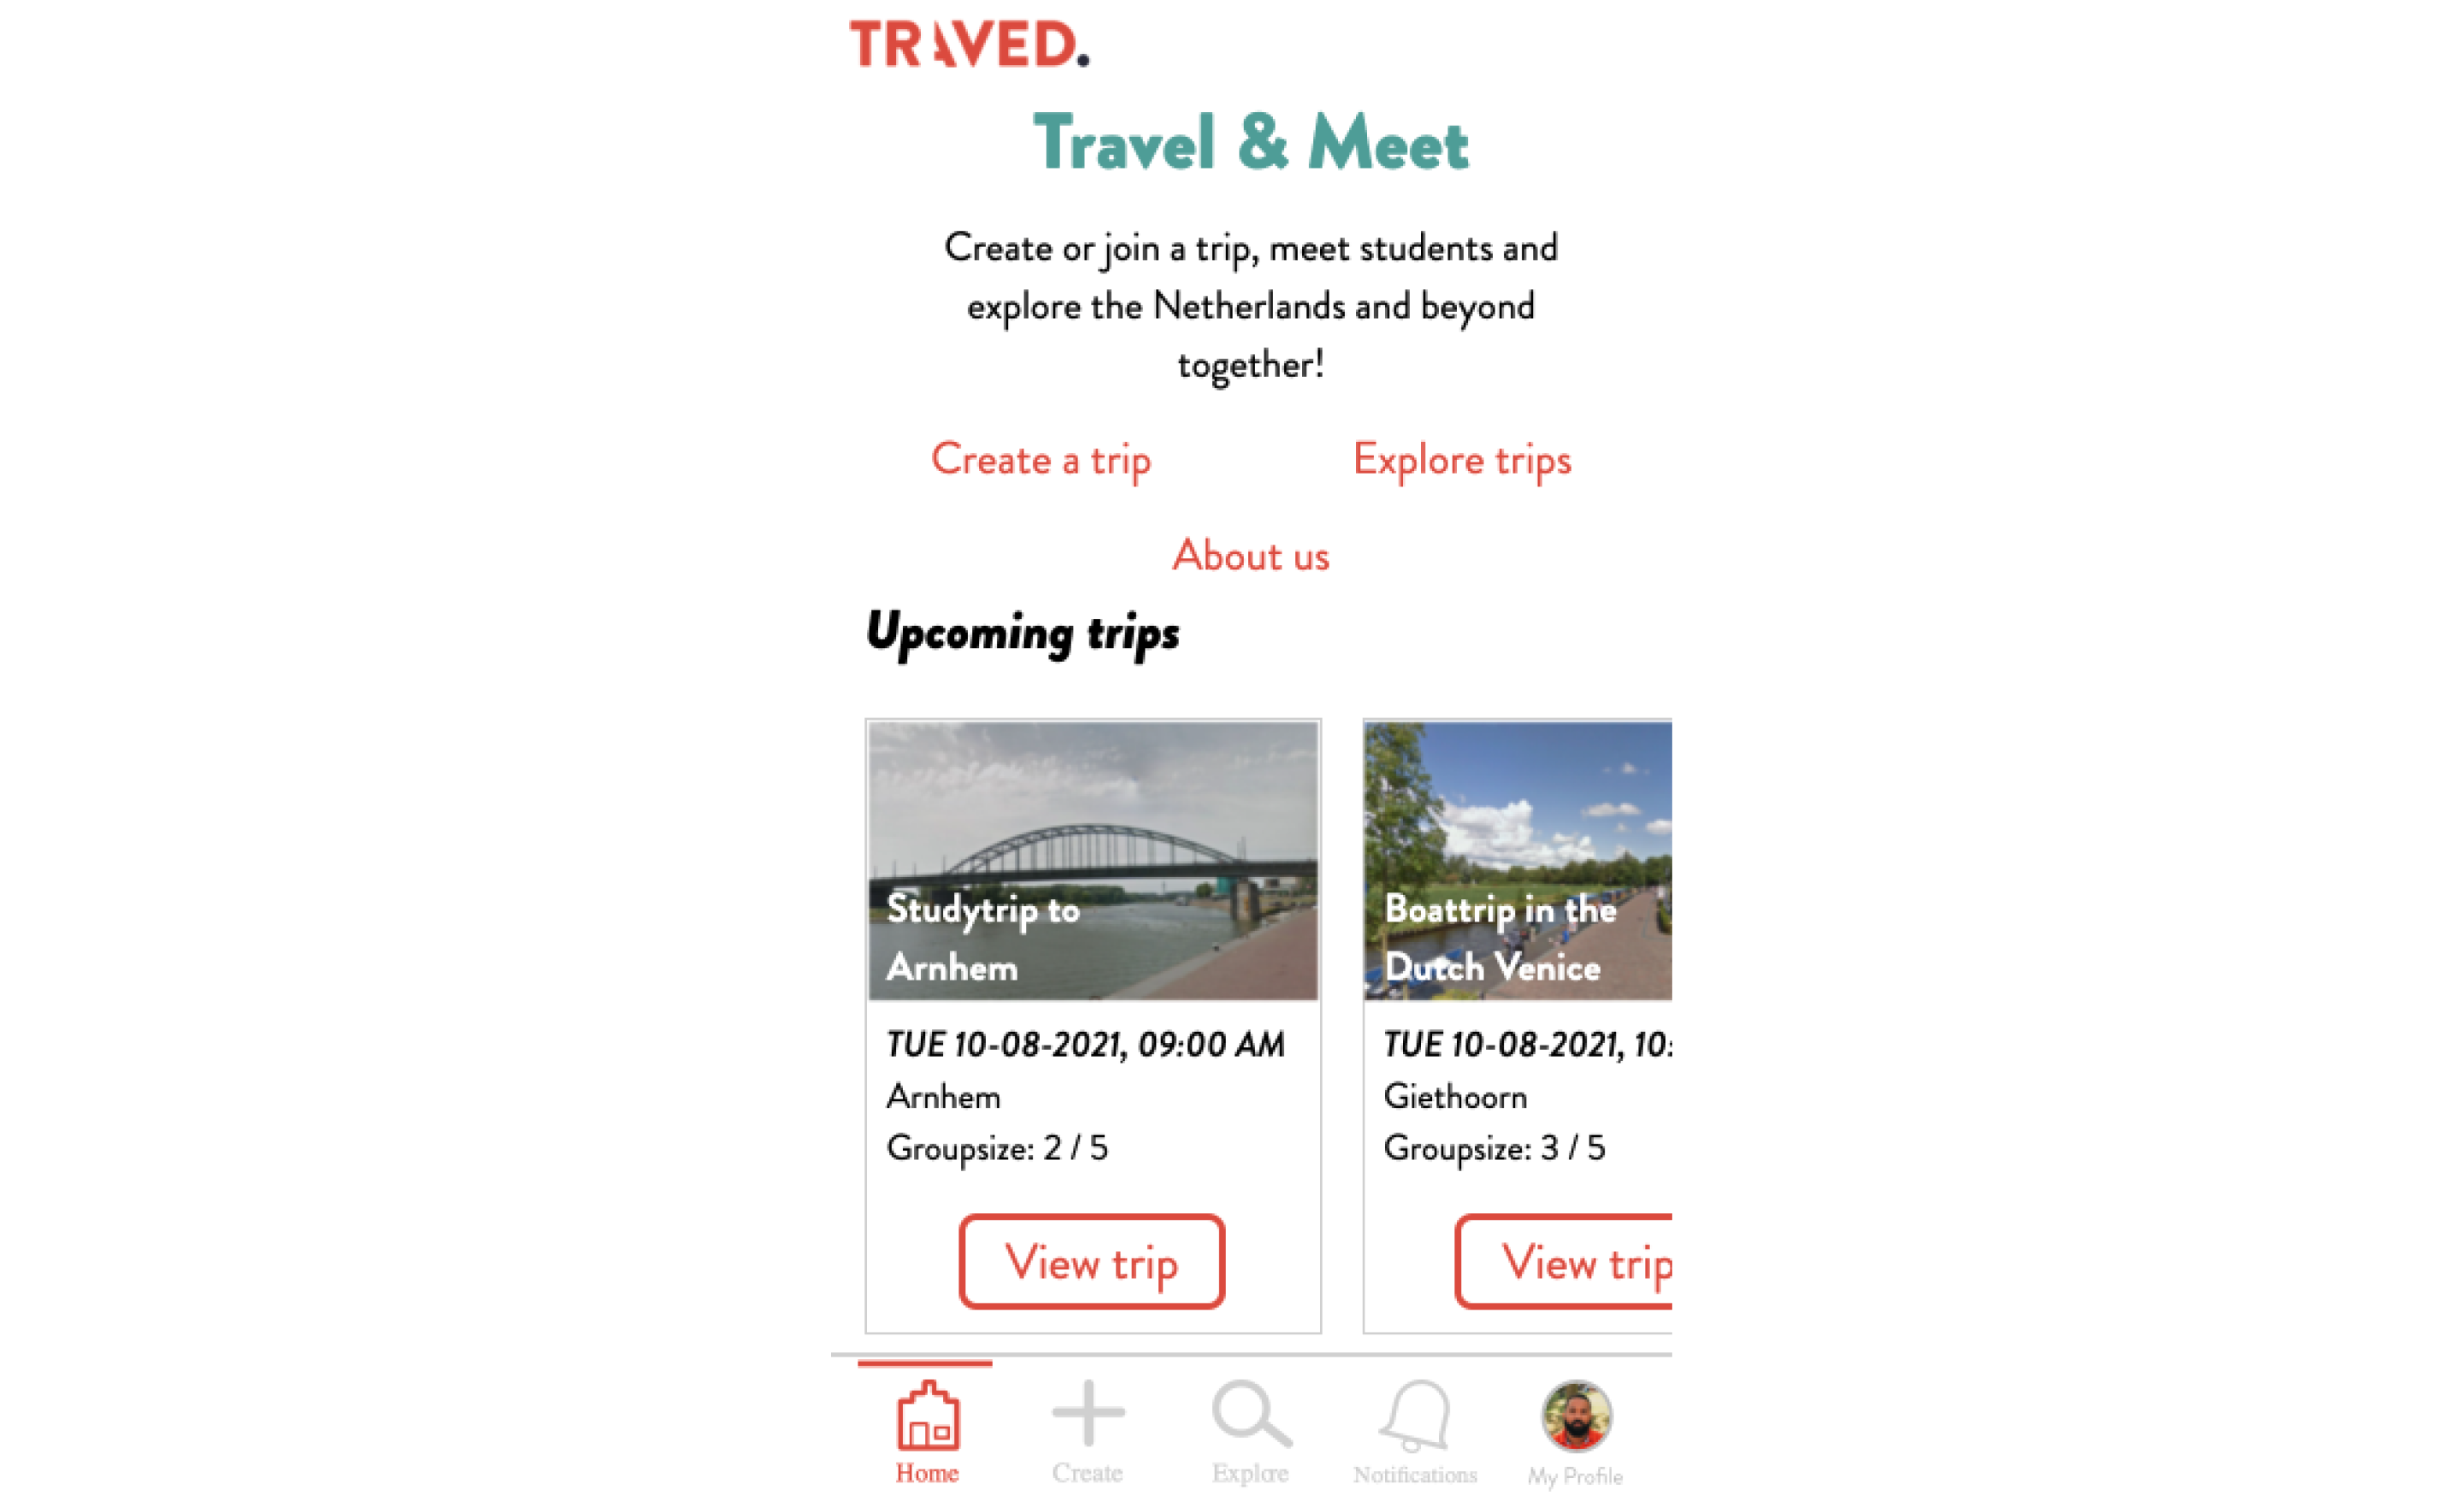 TRAVED.
Travel & Meet
Create or join a trip, meet students and
explore the Netherlands and beyond
together!
Create a trip
Explore trips
About us
Upcoming trips
Studytrip to
Arnhem
TUE 10-08-2021, 09:00 AM
Arnhem
Groupsize: 2 / 5
View trip
Boattrip in the
Dutch Venice
TUE 10-08-2021, 10:
Giethoorn
Groupsize: 3 / 5
View trip
Home
Create
Explore
Notifications
My Profile